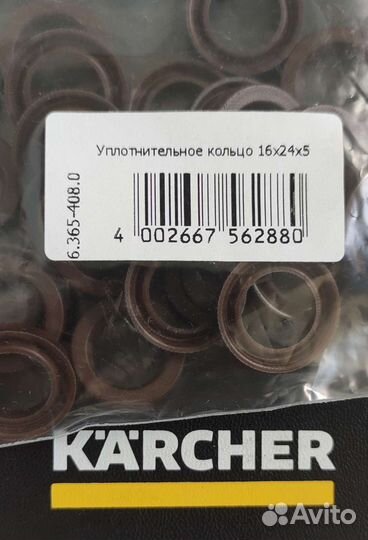 Уплотнительное кольцо 16x24x5
6.365-408.0
4 002667 562880
KÄRCHER
Avito